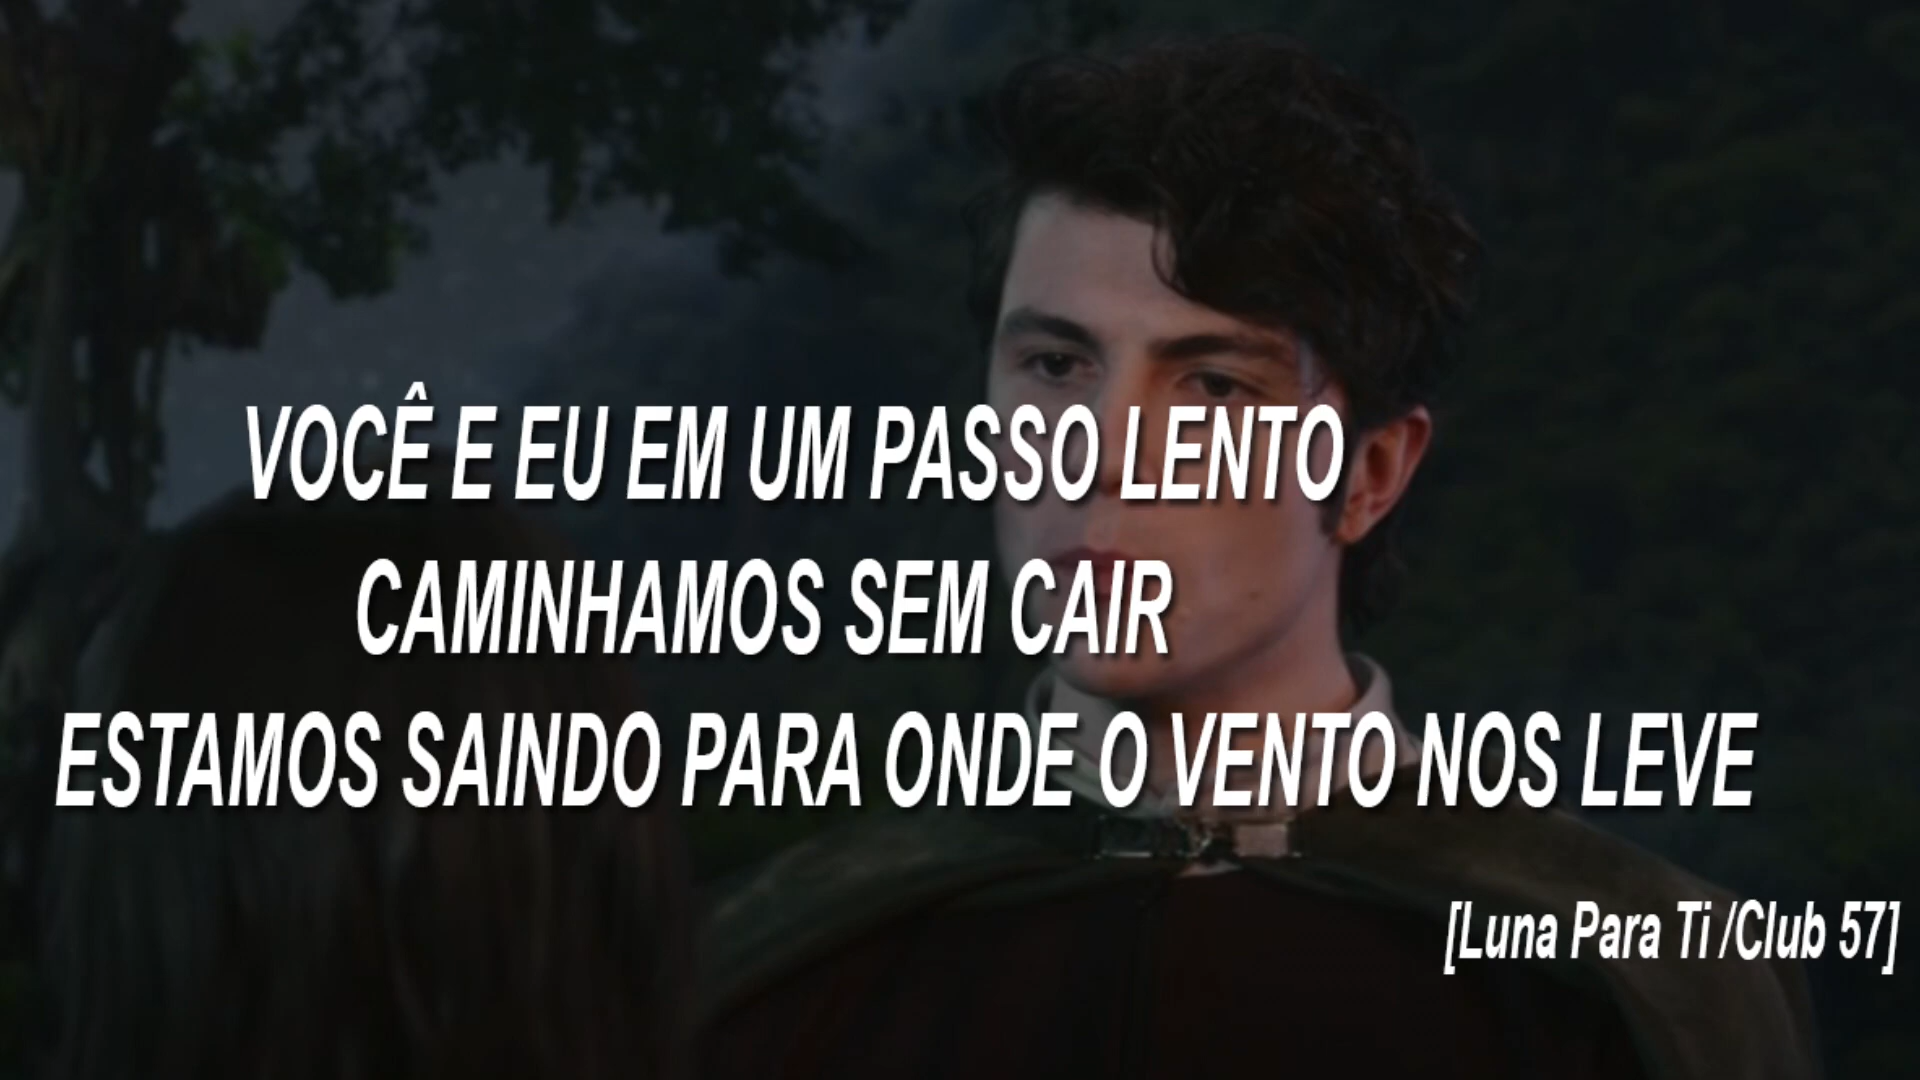 VOCÊ E EU EM UM PASSO LENTO
CAMINHAMOS SEM CAIR
ESTAMOS SAINDO PARA ONDE O VENTO NOS LEVE
[Luna Para Ti /Club 57]